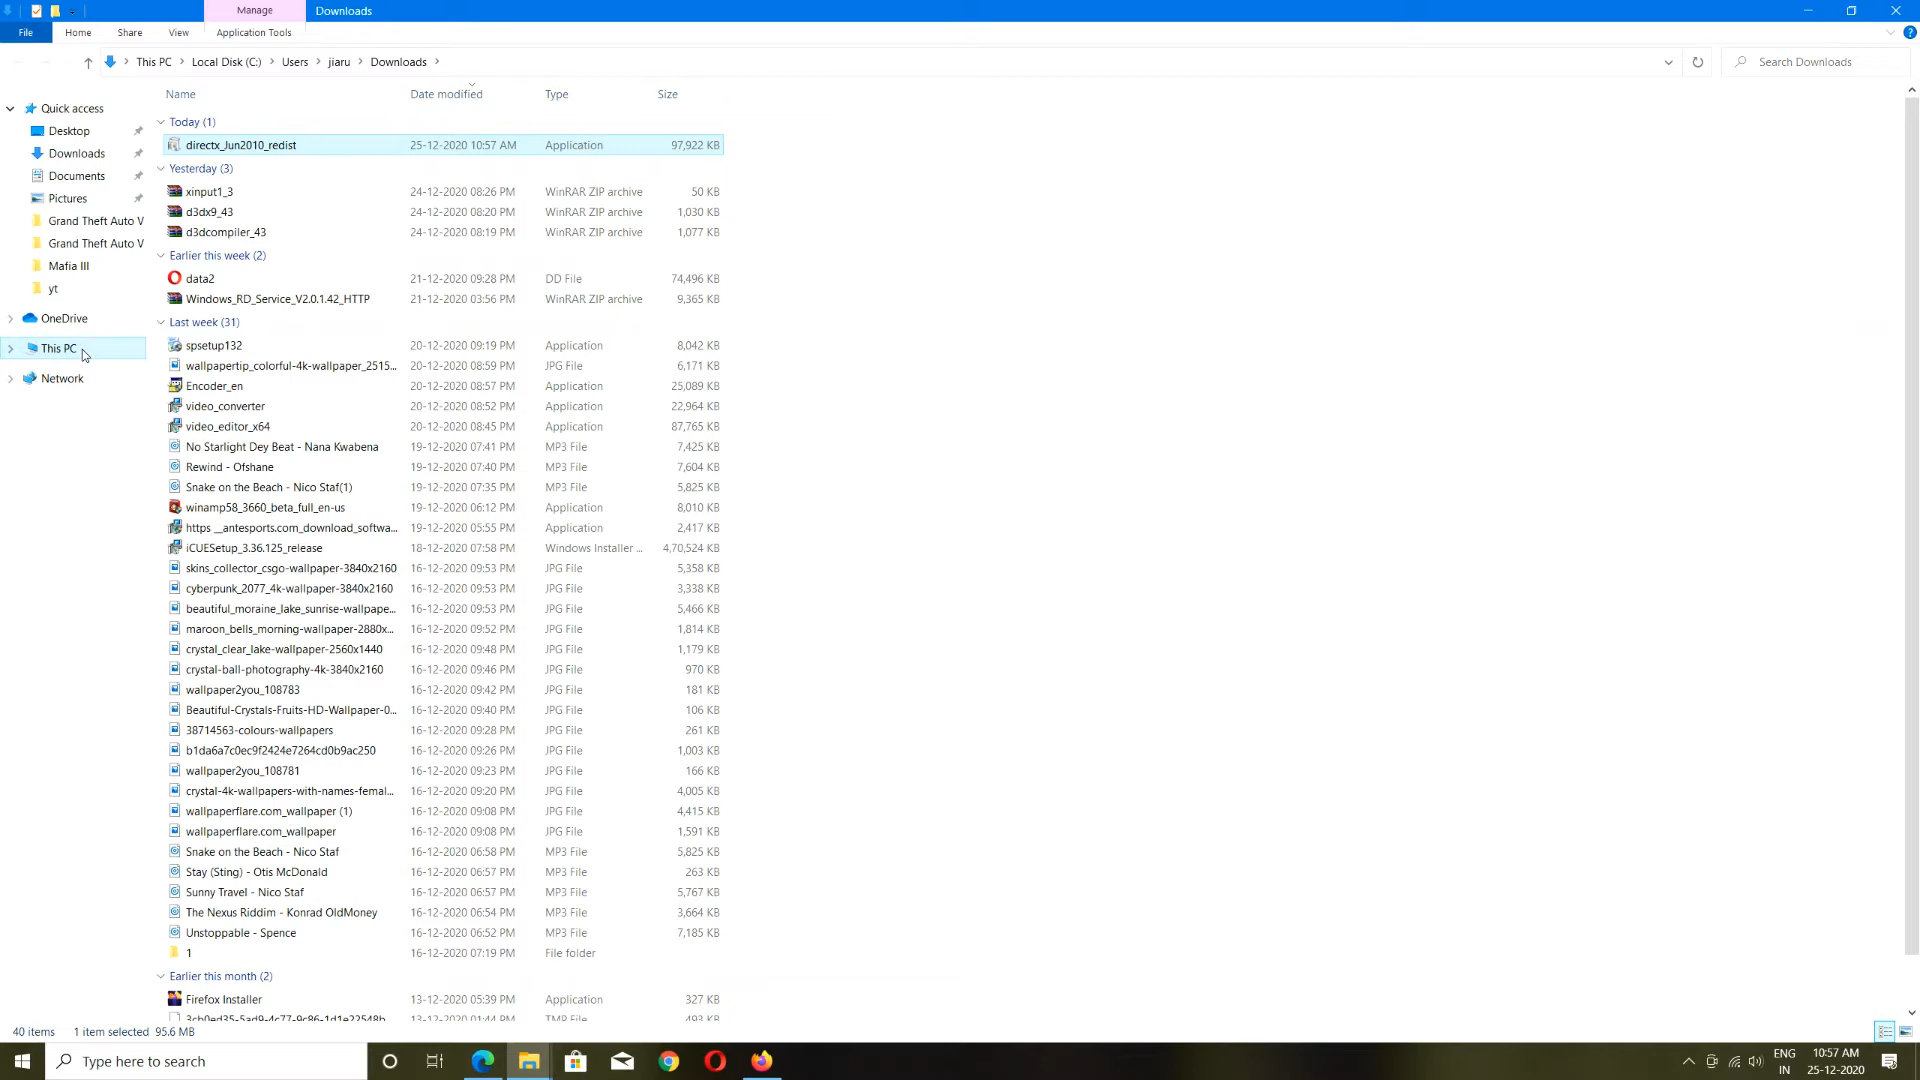 Manage Downloads
File Home Share View Application Tools
This PC Local Disk (C:) Users jiaru Downloads Search Downloads
Name Date modified Type Size
Quick access
Desktop
Downloads
Documents
Pictures
Grand Theft Auto V
Grand Theft Auto V
Mafia III
yt
OneDrive
This PC
Network
Today (1)
directx_Jun2010_redist 25-12-2020 10:57 AM Application 97,922 KB
Yesterday (3)
xinput1_3 24-12-2020 08:26 PM WinRAR ZIP archive 50 KB
d3dx9_43 24-12-2020 08:20 PM WinRAR ZIP archive 1,030 KB
d3dcompiler_43 24-12-2020 08:19 PM WinRAR ZIP archive 1,077 KB
Earlier this week (2)
data2 21-12-2020 09:28 PM DD File 74,496 KB
Windows_RD_Service_V2.0.1.42_HTTP 21-12-2020 03:56 PM WinRAR ZIP archive 9,365 KB
Last week (31)
spsetup132 20-12-2020 09:19 PM Application 8,042 KB
wallpapertip_colorful-4k-wallpaper_2515... 20-12-2020 08:59 PM JPG File 6,171 KB
Encoder_en 20-12-2020 08:57 PM Application 25,089 KB
video_converter 20-12-2020 08:52 PM Application 22,964 KB
video_editor_x64 20-12-2020 08:45 PM Application 87,765 KB
No Starlight Dey Beat - Nana Kwabena 19-12-2020 07:41 PM MP3 File 7,425 KB
Rewind - Ofshane 19-12-2020 07:40 PM MP3 File 7,604 KB
Snake on the Beach - Nico Staf(1) 19-12-2020 07:35 PM MP3 File 5,825 KB
winamp58_3660_beta_full_en-us 19-12-2020 06:12 PM Application 8,010 KB
https __antesports.com_download_softwa... 19-12-2020 05:55 PM Application 2,417 KB
iCUESetup_3.36.125_release 18-12-2020 07:58 PM Windows Installer ... 4,70,524 KB
skins_collector_csgo-wallpaper-3840x2160 16-12-2020 09:53 PM JPG File 5,358 KB
cyberpunk_2077_4k-wallpaper-3840x2160 16-12-2020 09:53 PM JPG File 3,338 KB
beautiful_moraine_lake_sunrise-wallpape... 16-12-2020 09:53 PM JPG File 5,466 KB
maroon_bells_morning-wallpaper-2880x... 16-12-2020 09:52 PM JPG File 1,814 KB
crystal_clear_lake-wallpaper-2560x1440 16-12-2020 09:48 PM JPG File 1,179 KB
crystal-ball-photography-4k-3840x2160 16-12-2020 09:46 PM JPG File 970 KB
wallpaper2you_108783 16-12-2020 09:42 PM JPG File 181 KB
Beautiful-Crystals-Fruits-HD-Wallpaper-0... 16-12-2020 09:40 PM JPG File 106 KB
38714563-colours-wallpapers 16-12-2020 09:28 PM JPG File 261 KB
b1da6a7c0ec9f2424e7264cd0b9ac250 16-12-2020 09:26 PM JPG File 1,003 KB
wallpaper2you_108781 16-12-2020 09:23 PM JPG File 166 KB
crystal-4k-wallpapers-with-names-femal... 16-12-2020 09:20 PM JPG File 4,005 KB
wallpaperflare.com_wallpaper (1) 16-12-2020 09:08 PM JPG File 4,415 KB
wallpaperflare.com_wallpaper 16-12-2020 09:08 PM JPG File 1,591 KB
Snake on the Beach - Nico Staf 16-12-2020 06:58 PM MP3 File 5,825 KB
Stay (Sting) - Otis McDonald 16-12-2020 06:57 PM MP3 File 263 KB
Sunny Travel - Nico Staf 16-12-2020 06:57 PM MP3 File 5,767 KB
The Nexus Riddim - Konrad OldMoney 16-12-2020 06:54 PM MP3 File 3,664 KB
Unstoppable - Spence 16-12-2020 06:52 PM MP3 File 7,185 KB
1 16-12-2020 07:19 PM File folder
Earlier this month (2)
Firefox Installer 13-12-2020 05:39 PM Application 327 KB
3cb0ed35-5ad9-4c77-9c86-1d1e22548b... 13-12-2020 01:44 PM TMP File 493 KB
40 items 1 item selected 95.6 MB
Type here to search
ENG 10:57 AM
IN 25-12-2020